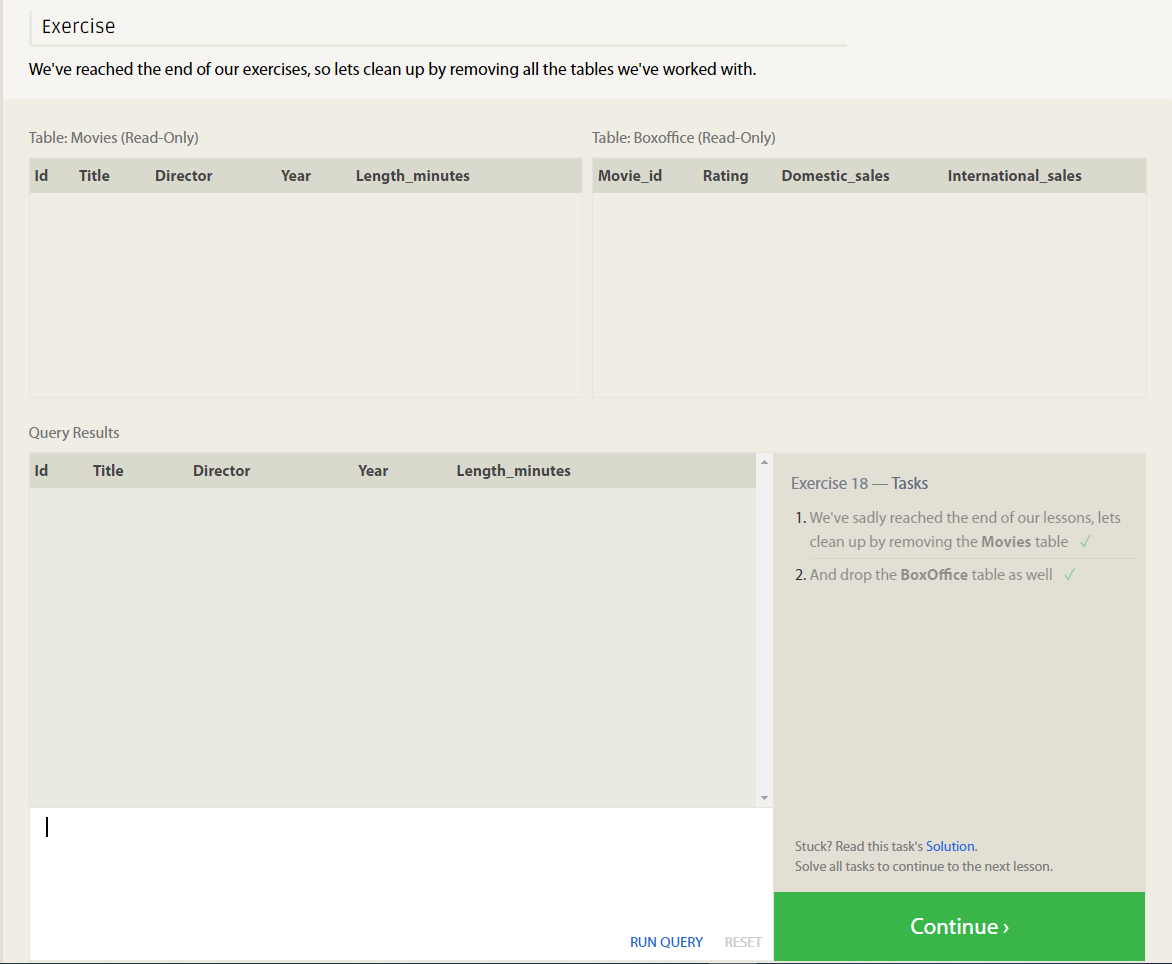 Exercise
We've reached the end of our exercises, so lets clean up by removing all the tables we've worked with.
Table: Movies (Read-Only)
Id Title Director Year Length_minutes
Table: Boxoffice (Read-Only)
Movie_id Rating Domestic_sales International_sales
Query Results
Id Title Director Year Length_minutes
Exercise 18 — Tasks
1. We've sadly reached the end of our lessons, lets
clean up by removing the Movies table ✓
2. And drop the BoxOffice table as well ✓
Stuck? Read this task's Solution.
Solve all tasks to continue to the next lesson.
RUN QUERY RESET
Continue ›